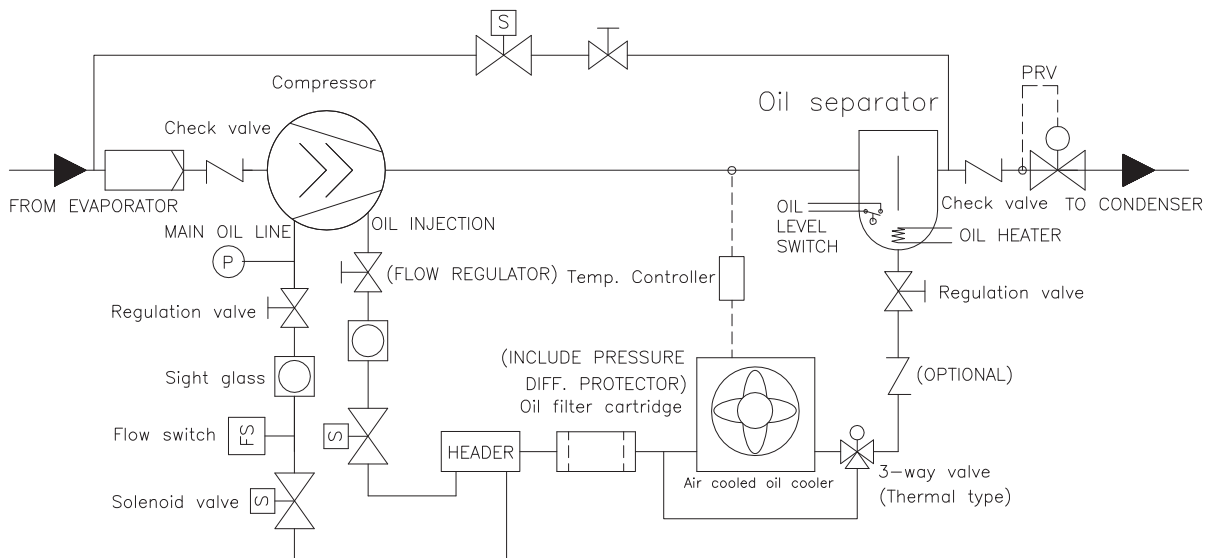 S
PRV
Compressor
Oil separator
Check valve
FROM EVAPORATOR
Check valve
TO CONDENSER
OIL
LEVEL
SWITCH
OIL HEATER
MAIN OIL LINE
OIL INJECTION
P
(FLOW REGULATOR)
Temp. Controller
Regulation valve
Regulation valve
(INCLUDE PRESSURE
DIFF. PROTECTOR)
Oil filter cartridge
(OPTIONAL)
Sight glass
Flow switch
FS
S
HEADER
Air cooled oil cooler
3-way valve
(Thermal type)
Solenoid valve
S